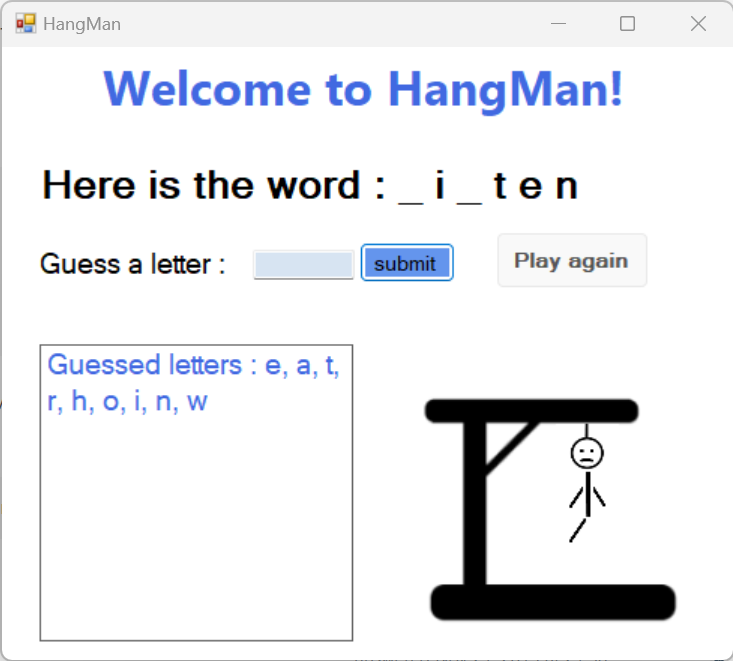 HangMan
Welcome to HangMan!
Here is the word : _ i _ t e n
Guess a letter :
submit
Play again
Guessed letters : e, a, t,
r, h, o, i, n, w